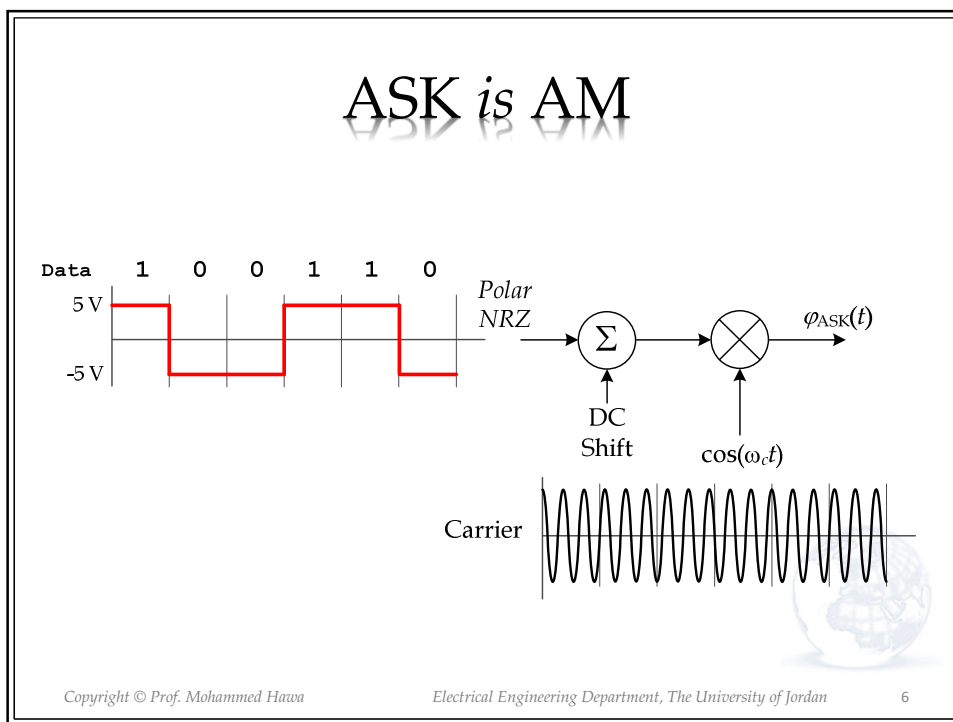 ASK is AM
Data 1 0 0 1 1 0
5 V
-5 V
Polar
NRZ
Σ
φASK(t)
DC
Shift
cos(ωct)
Carrier
Copyright © Prof. Mohammed Hawa Electrical Engineering Department, The University of Jordan 6